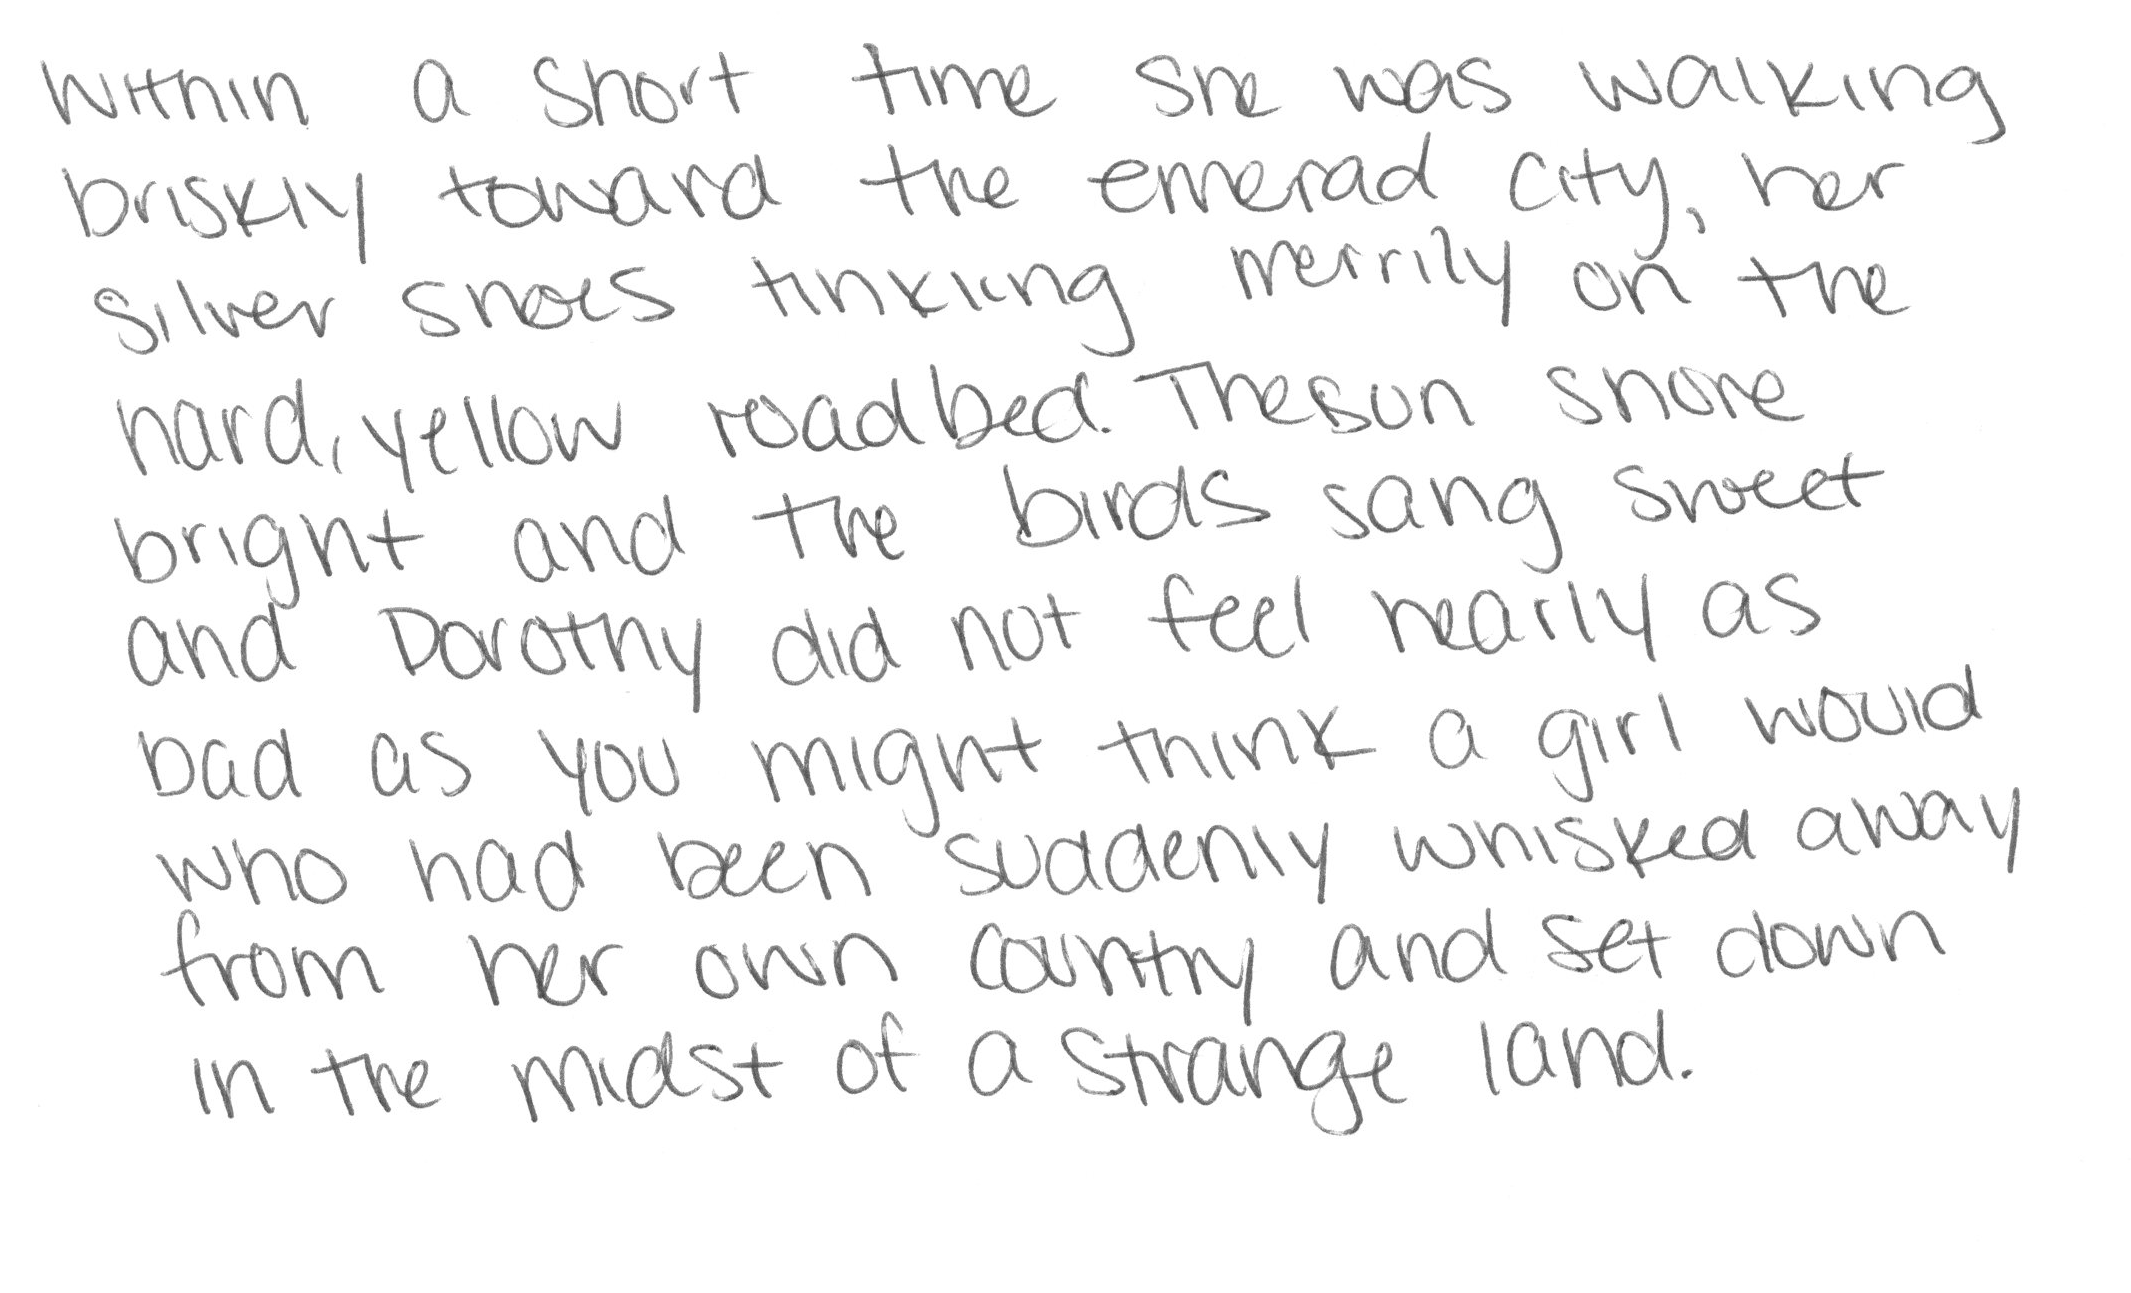 Within a short time she was walking
briskly toward the emerad city, her
silver shoes tinkling merrily on the
hard, yellow roadbed. The sun shone
bright and the birds sang sweet
and Dorothy did not feel nearly as
bad as you might think a girl would
who had been suddenly whisked away
from her own country and set down
in the midst of a strange land.